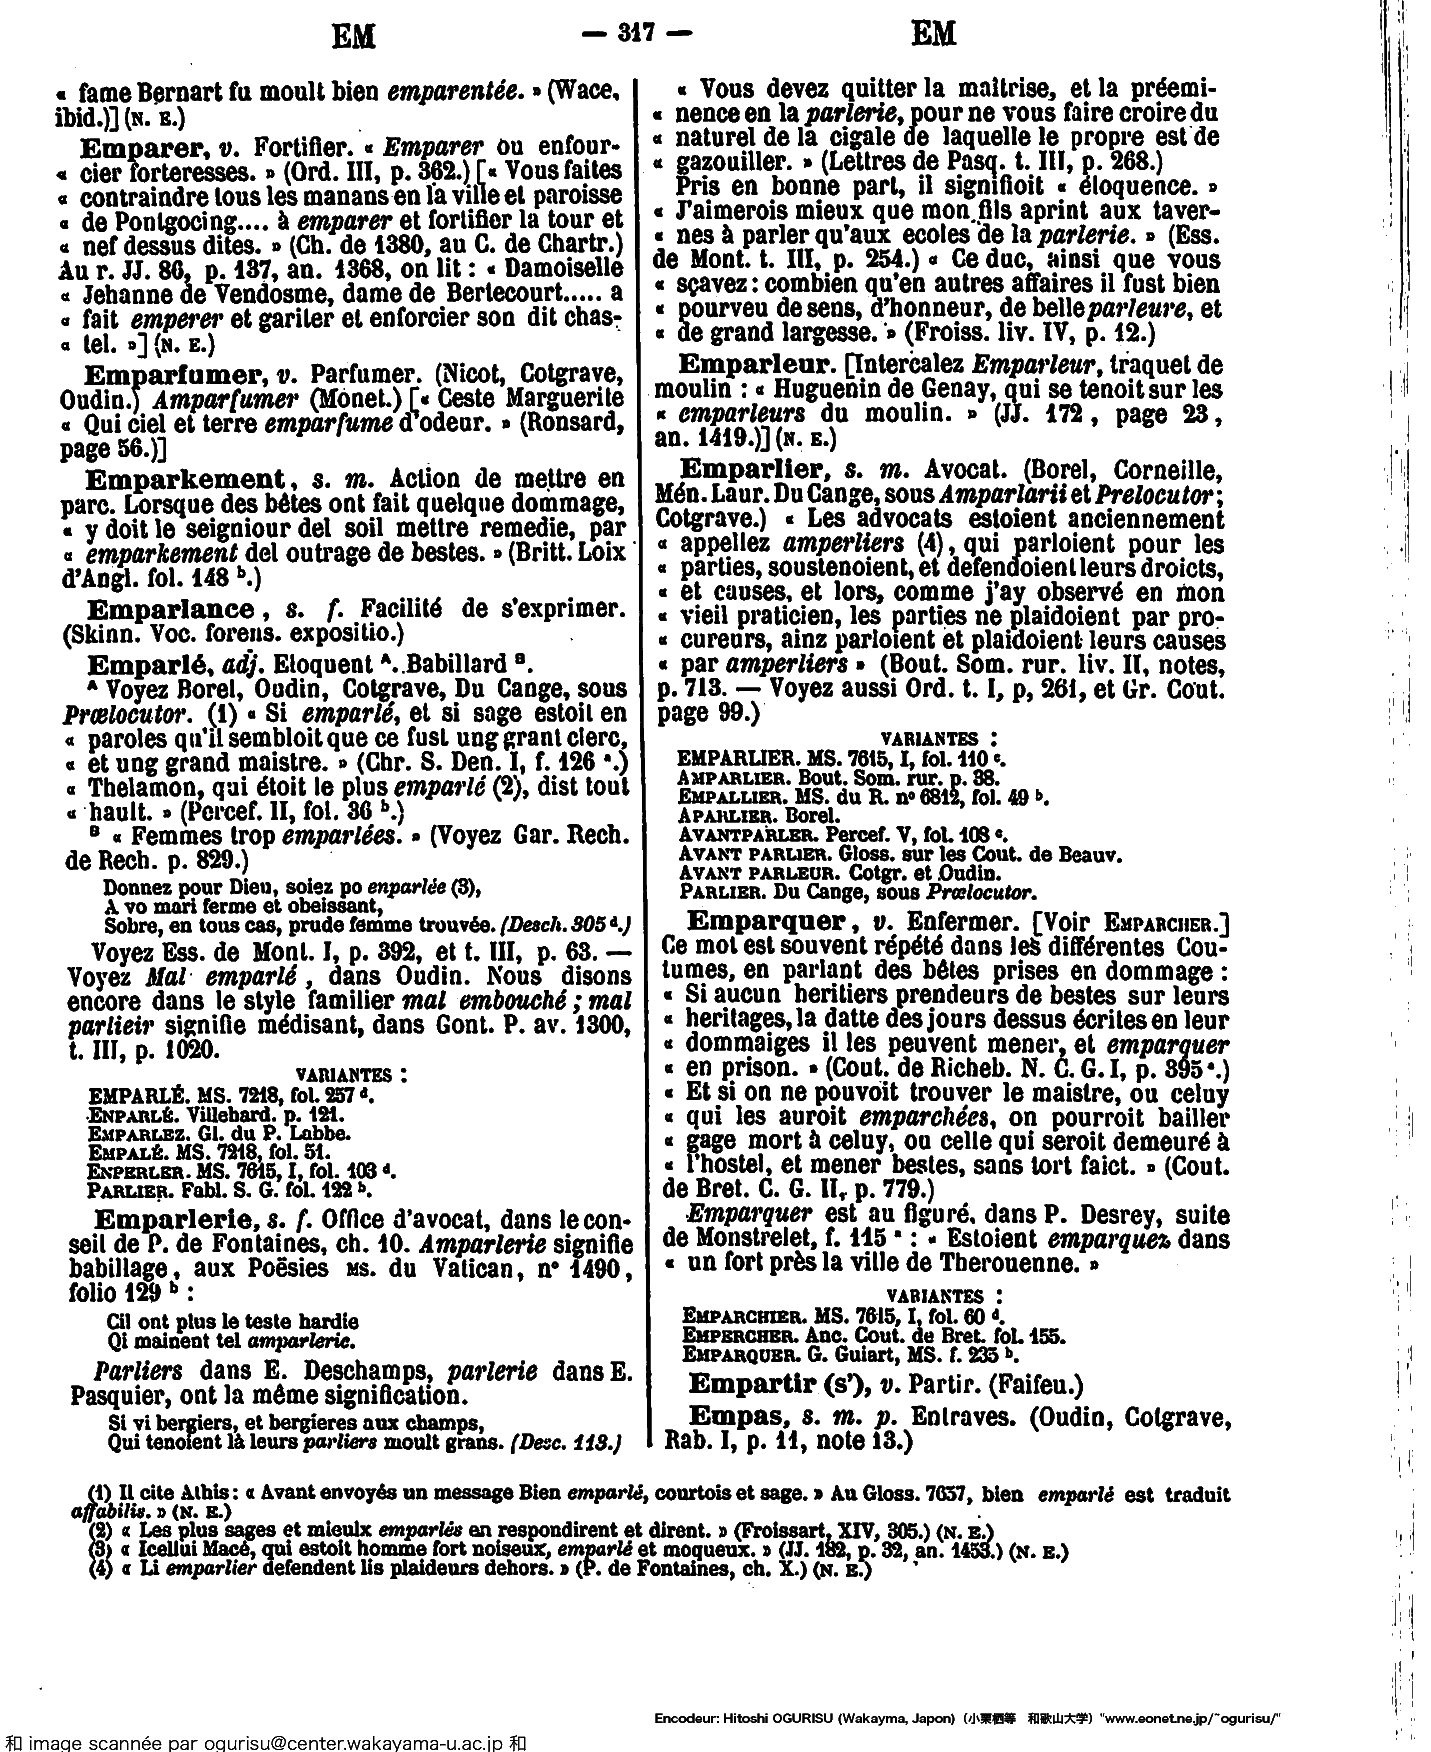 EM — 317 — EM
« fame Bernart fu moult bien emparentée. » (Wace,
ibid.)] (N. E.)
Emparer, v. Fortifier. « Emparer ou enfour-
« cier forteresses. » (Ord. III, p. 362.) [« Vous faites
« contraindre tous les manans en la ville et paroisse
« de Pontgocing.... à emparer et fortifier la tour et
« nef dessus dites. » (Ch. de 1380, au C. de Chartr.)
Au r. JJ. 86, p. 137, an. 1368, on lit : « Damoiselle
« Jehanne de Vendosme, dame de Bertecourt..... a
« fait emperer et gariter et enforcier son dit chas-
« tel. »] (N. E.)
Emparfumer, v. Parfumer. (Nicot, Cotgrave,
Oudin.) Amparfumer (Monet.) [« Ceste Marguerite
« Qui ciel et terre emparfume d'odeur. » (Ronsard,
page 56.)]
Emparkement, s. m. Action de mettre en
parc. Lorsque des bêtes ont fait quelque dommage,
« y doit le seigniour del soil mettre remedie, par
« emparkement del outrage de bestes. » (Britt. Loix
d'Angl. fol. 148 b.)
Emparlance, s. f. Facilité de s'exprimer.
(Skinn. Voc. forens. expositio.)
Emparlé, adj. Eloquent A. Babillard B.
A Voyez Borel, Oudin, Cotgrave, Du Cange, sous
Prælocutor. (1) « Si emparlé, et si sage estoit en
« paroles qu'il sembloit que ce fust ung grant clerc,
« et ung grand maistre. » (Chr. S. Den. I, f. 126 a.)
« Thelamon, qui étoit le plus emparlé (2), dist tout
« hault. » (Percef. II, fol. 36 b.)
B « Femmes trop emparlées. » (Voyez Gar. Rech.
de Rech. p. 829.)
Donnez pour Dieu, soiez po enparlée (3),
A vo mari ferme et obeissant,
Sobre, en tous cas, prude femme trouvée. (Desch. 305 d.)
Voyez Ess. de Mont. I, p. 392, et t. III, p. 63. —
Voyez Mal emparlé, dans Oudin. Nous disons
encore dans le style familier mal embouché ; mal
parlieir signifie médisant, dans Gont. P. av. 1300,
t. III, p. 1020.
VARIANTES :
EMPARLÉ. MS. 7218, fol. 257 d.
ENPARLÉ. Villehard. p. 121.
EMPARLEZ. Gl. du P. Labbe.
EMPALÉ. MS. 7218, fol. 51.
ENPERLER. MS. 7615, I, fol. 103 d.
PARLIER. Fabl. S. G. fol. 122 b.
Emparlerie, s. f. Office d'avocat, dans le con-
seil de P. de Fontaines, ch. 10. Amparlerie signifie
babillage, aux Poësies MS. du Vatican, n° 1490,
folio 129 b :
Cil ont plus le teste hardie
Qi mainent tel amparlerie.
Parliers dans E. Deschamps, parlerie dans E.
Pasquier, ont la même signification.
Si vi bergiers, et bergieres aux champs,
Qui tenoient là leurs parliers moult grans. (Desc. 113.)
« Vous devez quitter la maîtrise, et la préemi-
« nence en la parlerie, pour ne vous faire croire du
« naturel de la cigale de laquelle le propre est de
« gazouiller. » (Lettres de Pasq. t. III, p. 268.)
Pris en bonne part, il signifioit « éloquence. »
« J'aimerois mieux que mon fils aprint aux taver-
« nes à parler qu'aux ecoles de la parlerie. » (Ess.
de Mont. t. III, p. 254.) « Ce duc, ainsi que vous
« sçavez : combien qu'en autres affaires il fust bien
« pourveu de sens, d'honneur, de belle parleure, et
« de grand largesse. » (Froiss. liv. IV, p. 12.)
Emparleur. [Intercalez Emparleur, traquet de
moulin : « Huguenin de Genay, qui se tenoit sur les
« emparleurs du moulin. » (JJ. 172, page 23,
an. 1419.)] (N. E.)
Emparlier, s. m. Avocat. (Borel, Corneille,
Mén. Laur. Du Cange, sous Amparlarii et Prelocutor ;
Cotgrave.) « Les advocats estoient anciennement
« appellez amperliers (4), qui parloient pour les
« parties, soustenoient, et defendoient leurs droicts,
« et causes, et lors, comme j'ay observé en mon
« vieil praticien, les parties ne plaidoient par pro-
« cureurs, ainz parloient et plaidoient leurs causes
« par amperliers » (Bout. Som. rur. liv. II, notes,
p. 713. — Voyez aussi Ord. t. I, p, 261, et Gr. Cout.
page 99.)
VARIANTES :
EMPARLIER. MS. 7615, I, fol. 110 c.
AMPARLIER. Bout. Som. rur. p. 38.
EMPALLIER. MS. du R. n° 6812, fol. 49 b.
APARLIER. Borel.
AVANTPARLER. Percef. V, fol. 108 c.
AVANT PARLIER. Gloss. sur les Cout. de Beauv.
AVANT PARLEUR. Cotgr. et Oudin.
PARLIER. Du Cange, sous Prælocutor.
Emparquer, v. Enfermer. [Voir EMPARCHER.]
Ce mot est souvent répété dans les différentes Cou-
tumes, en parlant des bêtes prises en dommage :
« Si aucun heritiers prendeurs de bestes sur leurs
« heritages, la datte des jours dessus écrites en leur
« dommaiges il les peuvent mener, et emparquer
« en prison. » (Cout. de Richeb. N. C. G. I, p. 395 a.)
« Et si on ne pouvoit trouver le maistre, ou celuy
« qui les auroit emparchées, on pourroit bailler
« gage mort à celuy, ou celle qui seroit demeuré à
« l'hostel, et mener bestes, sans tort faict. » (Cout.
de Bret. C. G. II, p. 779.)
Emparquer est au figuré, dans P. Desrey, suite
de Monstrelet, f. 115 a : « Estoient emparquez dans
« un fort près la ville de Therouenne. »
VARIANTES :
EMPARCHIER. MS. 7615, I, fol. 60 d.
EMPERCHER. Anc. Cout. de Bret. fol. 155.
EMPARQUER. G. Guiart, MS. f. 235 b.
Empartir (s'), v. Partir. (Faifeu.)
Empas, s. m. p. Entraves. (Oudin, Cotgrave,
Rab. I, p. 11, note 13.)
(1) Il cite Athis : « Avant envoyés un message Bien emparlé, courtois et sage. » Au Gloss. 7657, bien emparlé est traduit
affabilis. » (N. E.)
(2) « Les plus sages et mieulx emparlés en respondirent et dirent. » (Froissart, XIV, 305.) (N. E.)
(3) « Icellui Macé, qui estoit homme fort noiseux, emparlé et moqueux. » (JJ. 182, p. 32, an. 1453.) (N. E.)
(4) « Li emparlier defendent lis plaideurs dehors. » (P. de Fontaines, ch. X.) (N. E.)
Encodeur: Hitoshi OGURISU (Wakayma, Japon) (小栗栖等 和歌山大学) "www.eonet.ne.jp/~ogurisu/"
和 image scannée par ogurisu@center.wakayama-u.ac.jp 和